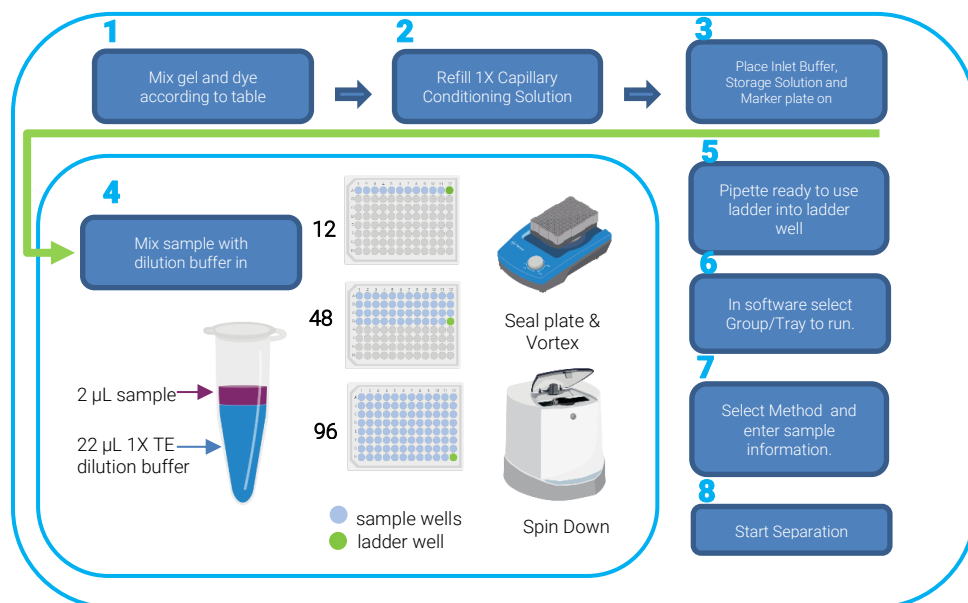 1
Mix gel and dye
according to table
2
Refill 1X Capillary
Conditioning Solution
3
Place Inlet Buffer,
Storage Solution and
Marker plate on
4
Mix sample with
dilution buffer in
2 µL sample
22 µL 1X TE
dilution buffer
12
48
96
sample wells
ladder well
Seal plate &
Vortex
Spin Down
5
Pipette ready to use
ladder into ladder
well
6
In software select
Group/Tray to run.
7
Select Method and
enter sample
information.
8
Start Separation